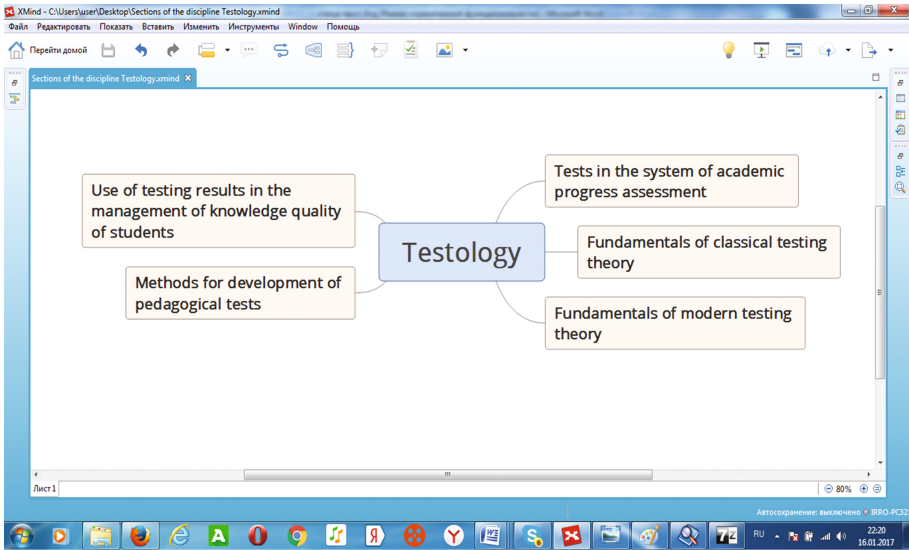 XMind - C:\Users\user\Desktop\Sections of the discipline Testology.xmind
Файл Редактировать Показать Вставить Изменить Инструменты Window Помощь
Перейти домой
Sections of the discipline Testology.xmind
Use of testing results in the
management of knowledge quality
of students
Methods for development of
pedagogical tests
Testology
Tests in the system of academic
progress assessment
Fundamentals of classical testing
theory
Fundamentals of modern testing
theory
Лист 1
80%
Автосохранение: выключено
IRRO-PC32
RU
22:20
16.01.2017